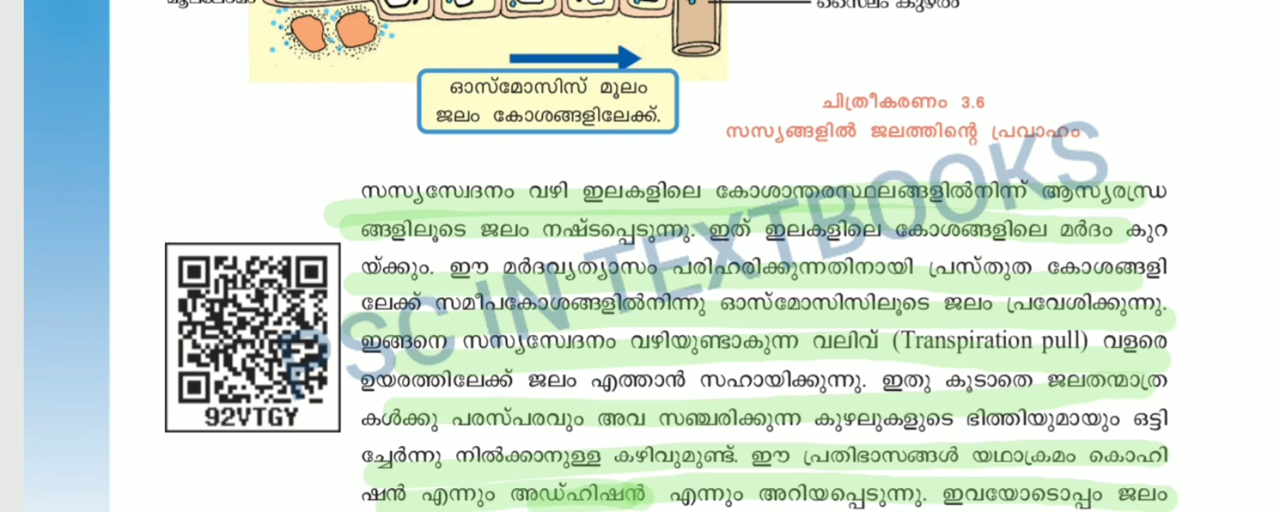 സൈലം കുഴൽ
ഓസ്മോസിസ് മൂലം
ജലം കോശങ്ങളിലേക്ക്.
ചിത്രീകരണം 3.6
സസ്യങ്ങളിൽ ജലത്തിന്റെ പ്രവാഹം
സസ്യസ്വേദനം വഴി ഇലകളിലെ കോശാന്തരസ്ഥലങ്ങളിൽനിന്ന് ആസ്യരന്ധ്ര
ങ്ങളിലൂടെ ജലം നഷ്ടപ്പെടുന്നു. ഇത് ഇലകളിലെ കോശങ്ങളിലെ മർദം കുറ
യ്ക്കും. ഈ മർദവ്യത്യാസം പരിഹരിക്കുന്നതിനായി പ്രസ്തുത കോശങ്ങളി
ലേക്ക് സമീപകോശങ്ങളിൽനിന്നു ഓസ്മോസിസിലൂടെ ജലം പ്രവേശിക്കുന്നു.
ഇങ്ങനെ സസ്യസ്വേദനം വഴിയുണ്ടാകുന്ന വലിവ് (Transpiration pull) വളരെ
ഉയരത്തിലേക്ക് ജലം എത്താൻ സഹായിക്കുന്നു. ഇതു കൂടാതെ ജലതന്മാത്ര
കൾക്കു പരസ്പരവും അവ സഞ്ചരിക്കുന്ന കുഴലുകളുടെ ഭിത്തിയുമായും ഒട്ടി
ച്ചേർന്നു നിൽക്കാനുള്ള കഴിവുമുണ്ട്. ഈ പ്രതിഭാസങ്ങൾ യഥാക്രമം കൊഹി
ഷൻ എന്നും അഡ്ഹിഷൻ എന്നും അറിയപ്പെടുന്നു. ഇവയോടൊപ്പം ജലം
92VTGY
PSC IN TEXTBOOKS